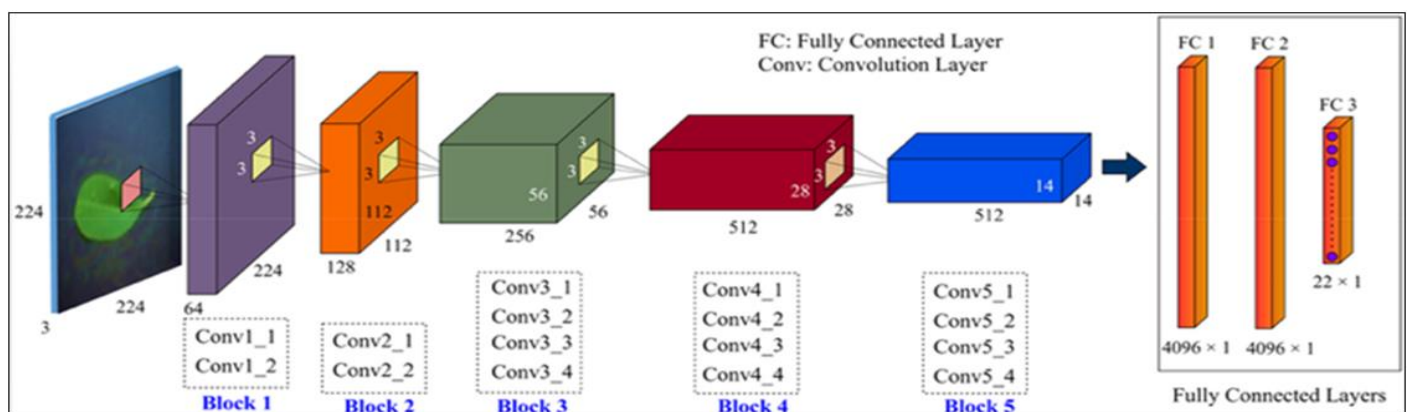 FC: Fully Connected Layer
Conv: Convolution Layer
224
224
3
3
3
224
64
3
3
112
112
128
56
56
256
3
3
28
28
512
14
14
512
Conv1_1
Conv1_2
Block 1
Conv2_1
Conv2_2
Block 2
Conv3_1
Conv3_2
Conv3_3
Conv3_4
Block 3
Conv4_1
Conv4_2
Conv4_3
Conv4_4
Block 4
Conv5_1
Conv5_2
Conv5_3
Conv5_4
Block 5
FC 1
FC 2
FC 3
22 × 1
4096 × 1
4096 × 1
Fully Connected Layers
3
3